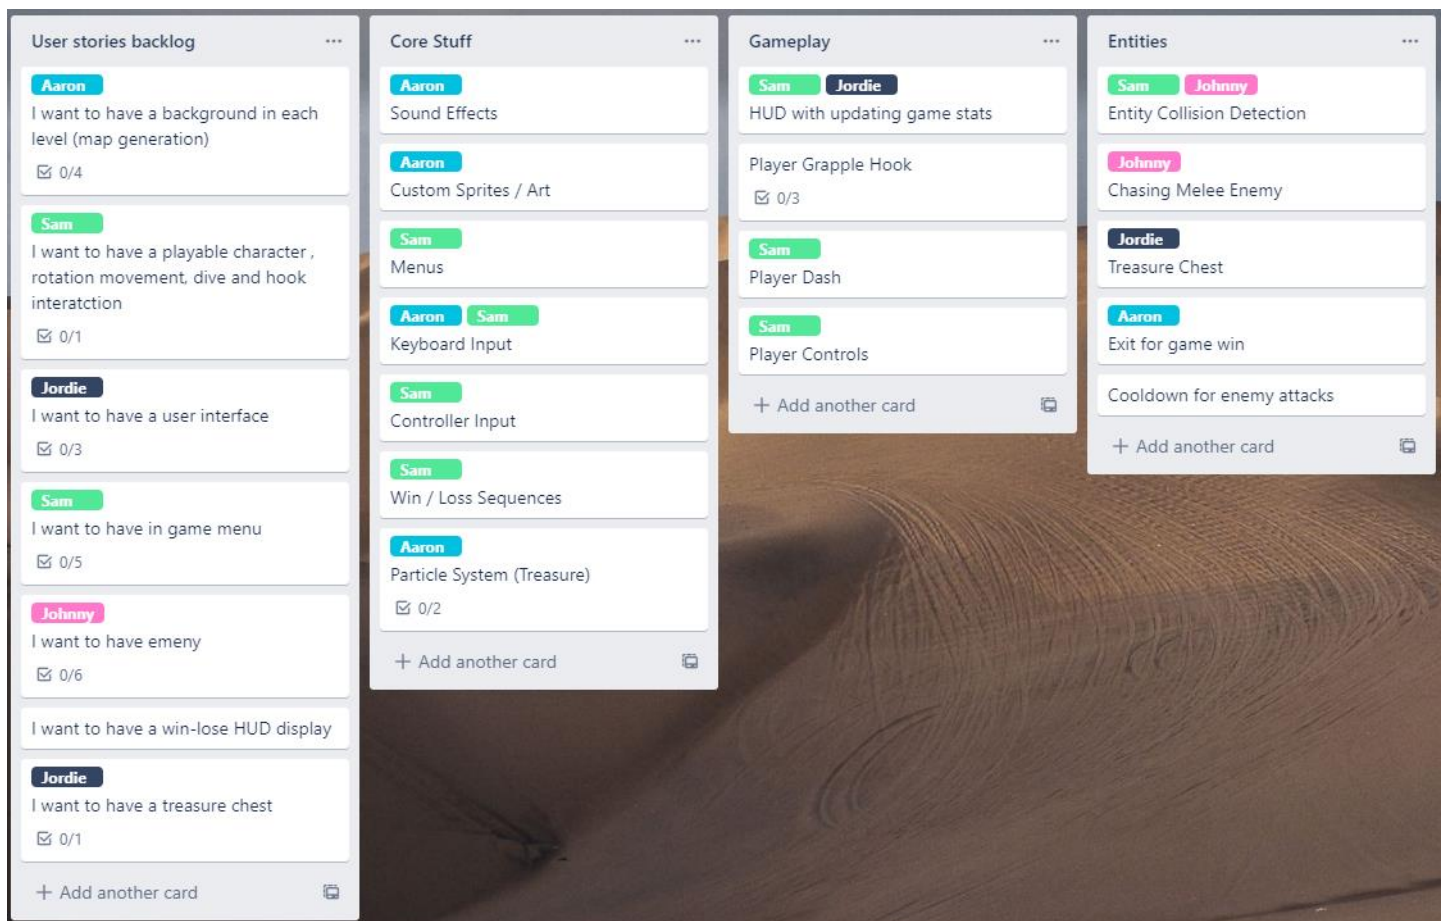 User stories backlog
Aaron
I want to have a background in each
level (map generation)
0/4
Sam
I want to have a playable character ,
rotation movement, dive and hook
interatction
0/1
Jordie
I want to have a user interface
0/3
Sam
I want to have in game menu
0/5
Johnny
I want to have emeny
0/6
I want to have a win-lose HUD display
Jordie
I want to have a treasure chest
0/1
+ Add another card
Core Stuff
Aaron
Sound Effects
Aaron
Custom Sprites / Art
Sam
Menus
Aaron Sam
Keyboard Input
Sam
Controller Input
Sam
Win / Loss Sequences
Aaron
Particle System (Treasure)
0/2
+ Add another card
Gameplay
Sam Jordie
HUD with updating game stats
Player Grapple Hook
0/3
Sam
Player Dash
Sam
Player Controls
+ Add another card
Entities
Sam Johnny
Entity Collision Detection
Johnny
Chasing Melee Enemy
Jordie
Treasure Chest
Aaron
Exit for game win
Cooldown for enemy attacks
+ Add another card